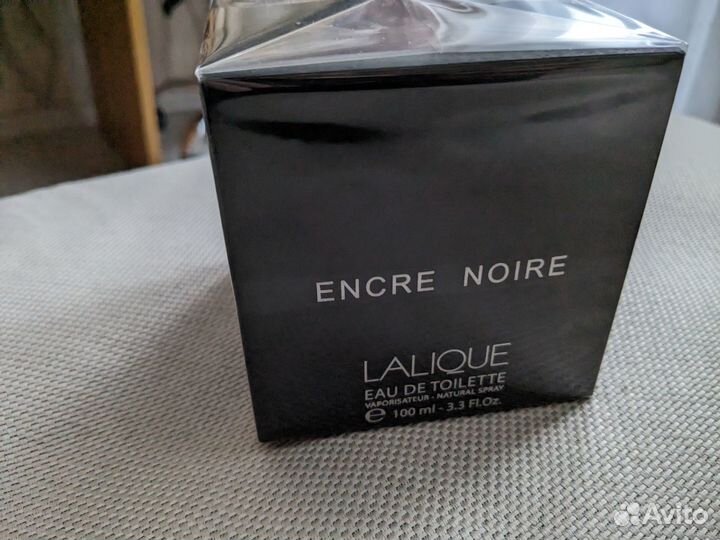 ENCRE NOIRE
LALIQUE
EAU DE TOILETTE
VAPORISATEUR - NATURAL SPRAY
℮ 100 ml - 3.3 Fl.Oz.
Avito